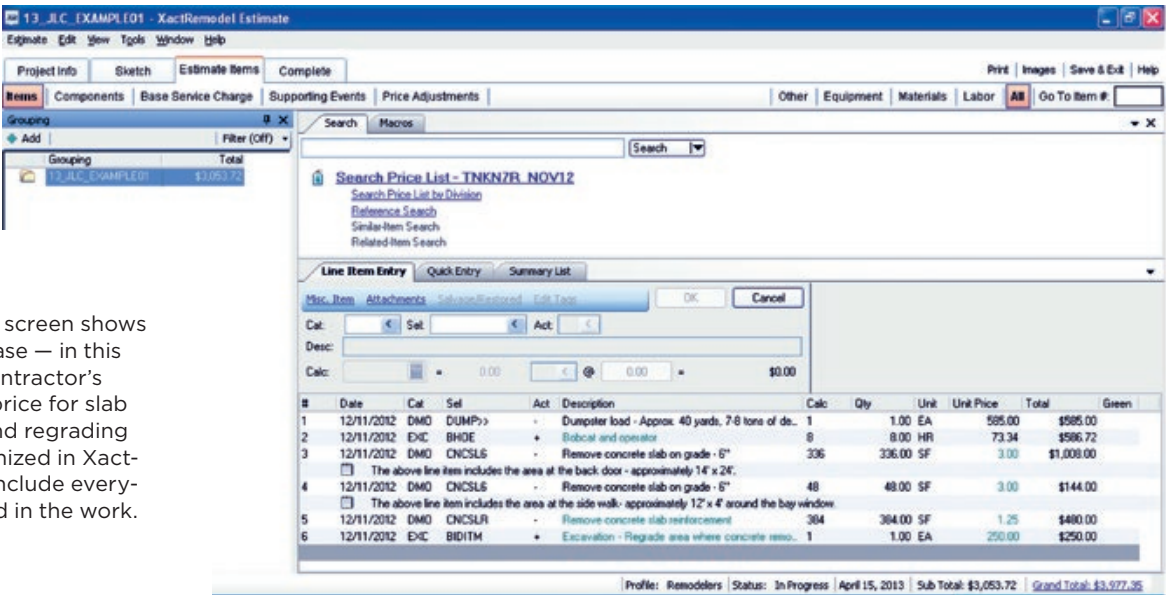 13_JLC_EXAMPLE01 - XactRemodel Estimate
Estimate Edit View Tools Window Help
Project Info Sketch Estimate Items Complete Print Images Save & Exit Help
Items Components Base Service Charge Supporting Events Price Adjustments Other Equipment Materials Labor All Go To Item #:
Grouping
Add Filter (Off)
Grouping Total
13_JLC_EXAMPLE01 $3,053.72
Search Macros
Search
Search Price List - TNKN7R_NOV12
Search Price List by Division
Reference Search
Similar-Item Search
Related-Item Search
screen shows
ase — in this
ntractor's
price for slab
nd regrading
nized in Xact-
nclude every-
d in the work.
Line Item Entry Quick Entry Summary List
Misc. Item Attachments Salvage/Restored Edit Tags OK Cancel
Cat: < Sel: < Act: <
Desc:
Calc: = 0.00 < @ 0.00 = $0.00
# Date Cat Sel Act Description Calc Qty Unit Unit Price Total Green
1 12/11/2012 DMO DUMP>> - Dumpster load - Approx. 40 yards, 7-8 tons of de.. 1 1.00 EA 585.00 $585.00
2 12/11/2012 EXC BHOE + Bobcat and operator 8 8.00 HR 73.34 $586.72
3 12/11/2012 DMO CNCSL6 - Remove concrete slab on grade - 6" 336 336.00 SF 3.00 $1,008.00
The above line item includes the area at the back door - approximately 14' x 24'.
4 12/11/2012 DMO CNCSL6 - Remove concrete slab on grade - 6" 48 48.00 SF 3.00 $144.00
The above line item includes the area at the side walk- approximately 12' x 4' around the bay window.
5 12/11/2012 DMO CNCSLR - Remove concrete slab reinforcement 384 384.00 SF 1.25 $480.00
6 12/11/2012 EXC BIDITM + Excavation - Regrade area where concrete remo.. 1 1.00 EA 250.00 $250.00
Profile: Remodelers Status: In Progress April 15, 2013 Sub Total: $3,053.72 Grand Total: $3,977.35